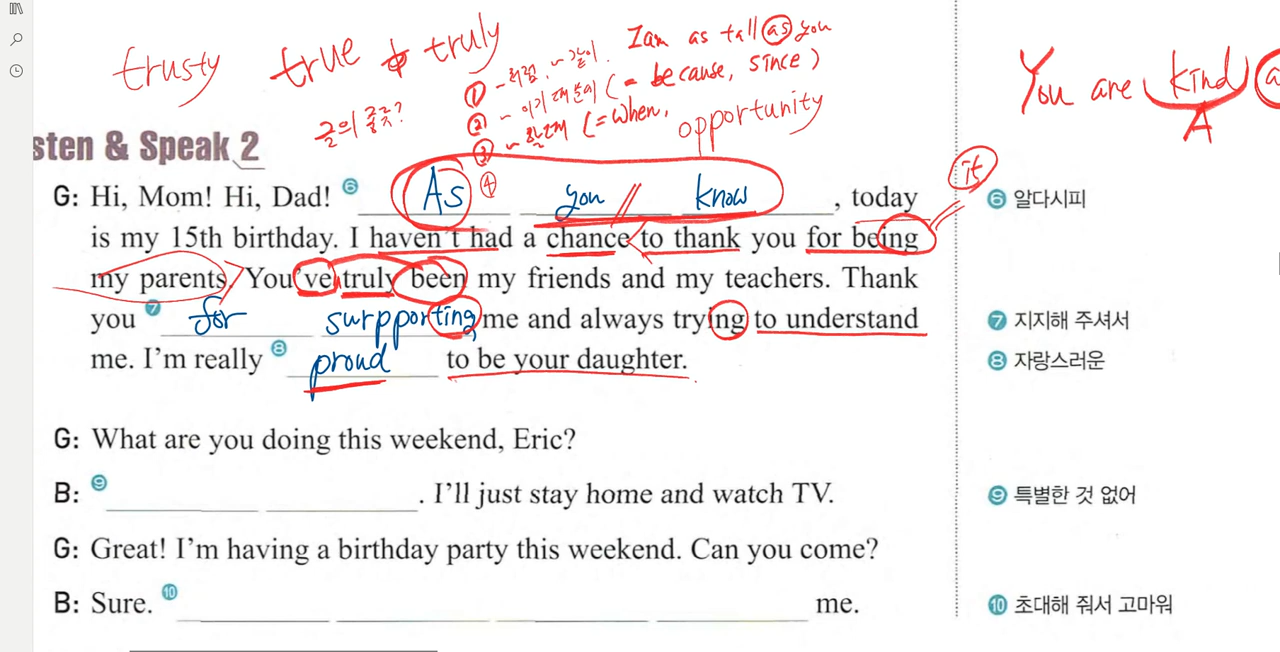 trusty true truly I am as tall as you
① ~처럼, ~같이.
② ~이기 때문에 (= because, since)
③ ~할 때 (= when,
④
글의 종류?
opportunity
You are kind
A
sten & Speak 2
it
G: Hi, Mom! Hi, Dad! ⑥ As you know, today ⑥ 알다시피
is my 15th birthday. I haven't had a chance to thank you for being
my parents. You've truly been my friends and my teachers. Thank
you ⑦ for surpporting me and always trying to understand ⑦ 지지해 주셔서
me. I'm really ⑧ proud to be your daughter. ⑧ 자랑스러운
G: What are you doing this weekend, Eric?
B: ⑨ . I'll just stay home and watch TV. ⑨ 특별한 것 없어
G: Great! I'm having a birthday party this weekend. Can you come?
B: Sure. ⑩ me. ⑩ 초대해 줘서 고마워